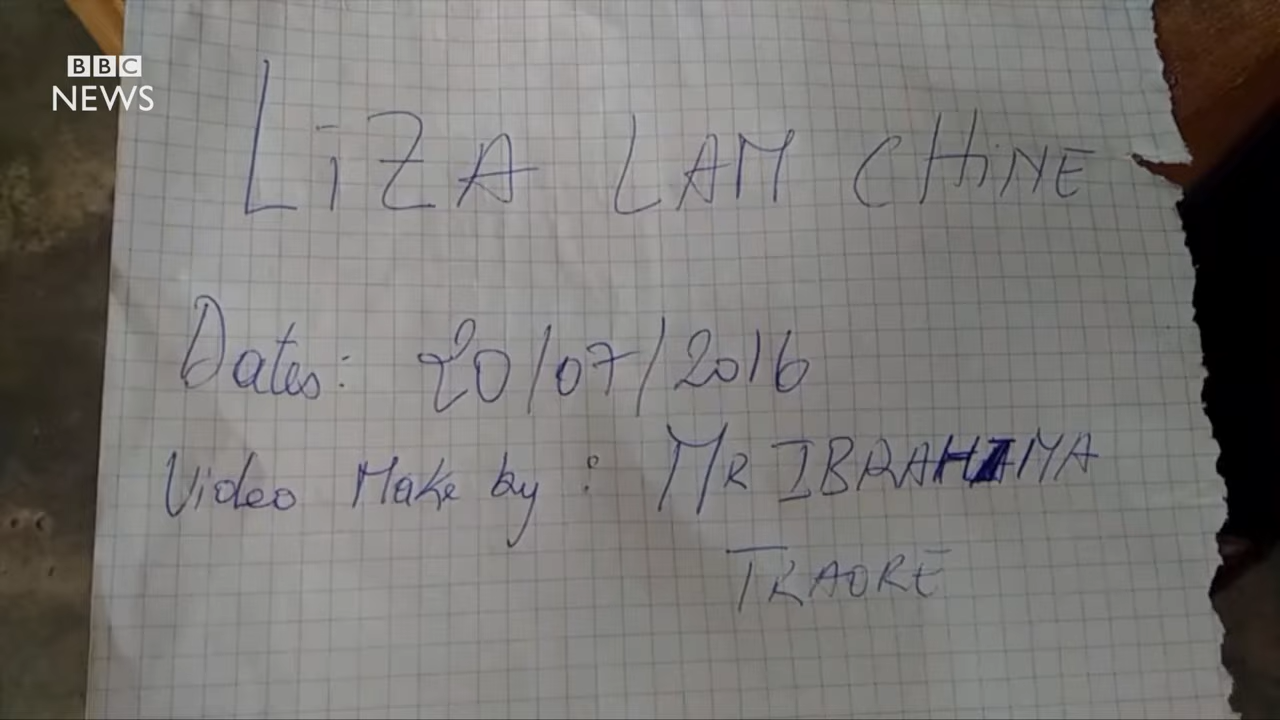 BBC
NEWS
LiZA LAM CHiNE
Dates: 20/07/2016
Video Make by : MR IBRAHIMA
TRAORE